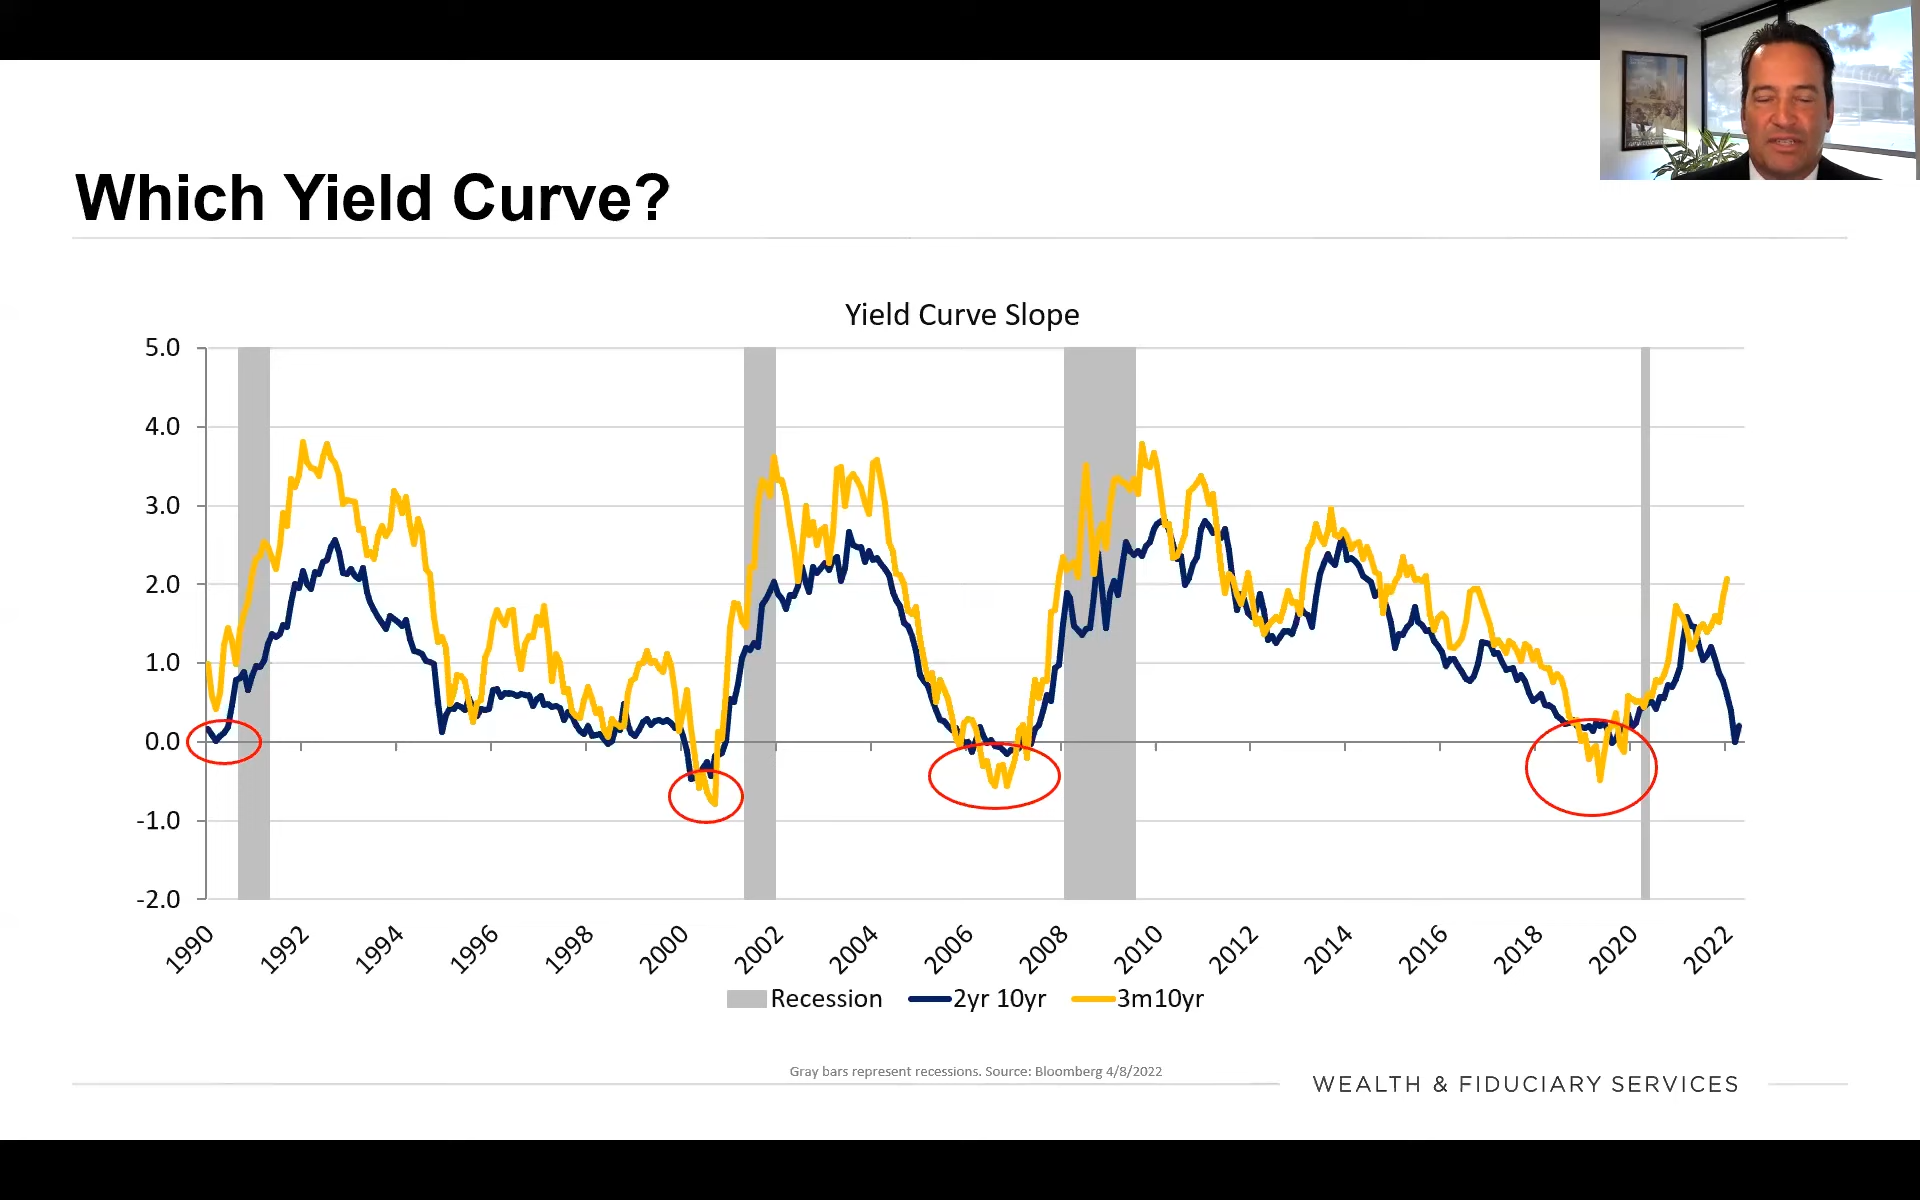 Which Yield Curve?
Yield Curve Slope
5.0
4.0
3.0
2.0
1.0
0.0
-1.0
-2.0
1990 1992 1994 1996 1998 2000 2002 2004 2006 2008 2010 2012 2014 2016 2018 2020 2022
Recession 2yr 10yr 3m10yr
Gray bars represent recessions. Source: Bloomberg 4/8/2022
WEALTH & FIDUCIARY SERVICES